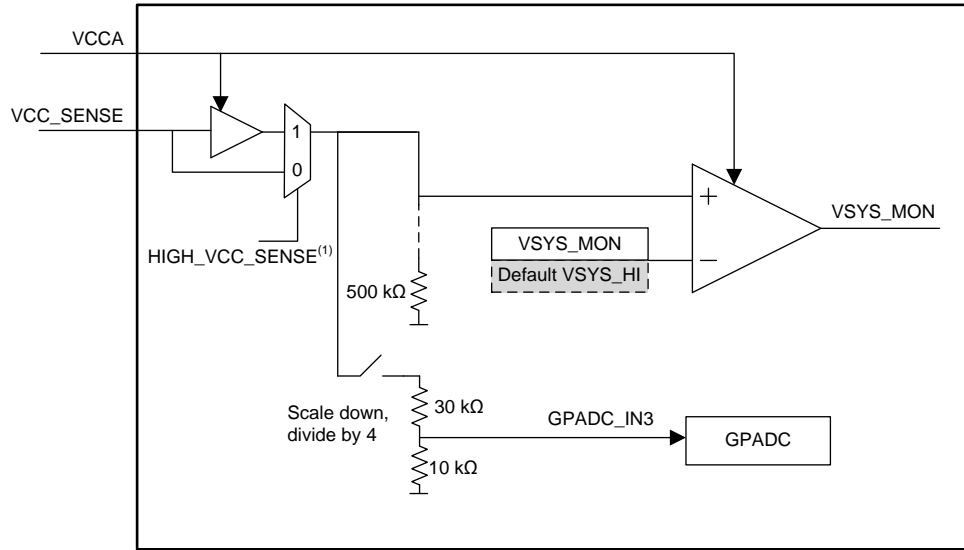 VCCA
VCC_SENSE
1
0
HIGH_VCC_SENSE(1)
+
VSYS_MON
VSYS_MON
−
Default VSYS_HI
500 kΩ
Scale down,
divide by 4
30 kΩ
GPADC_IN3
GPADC
10 kΩ